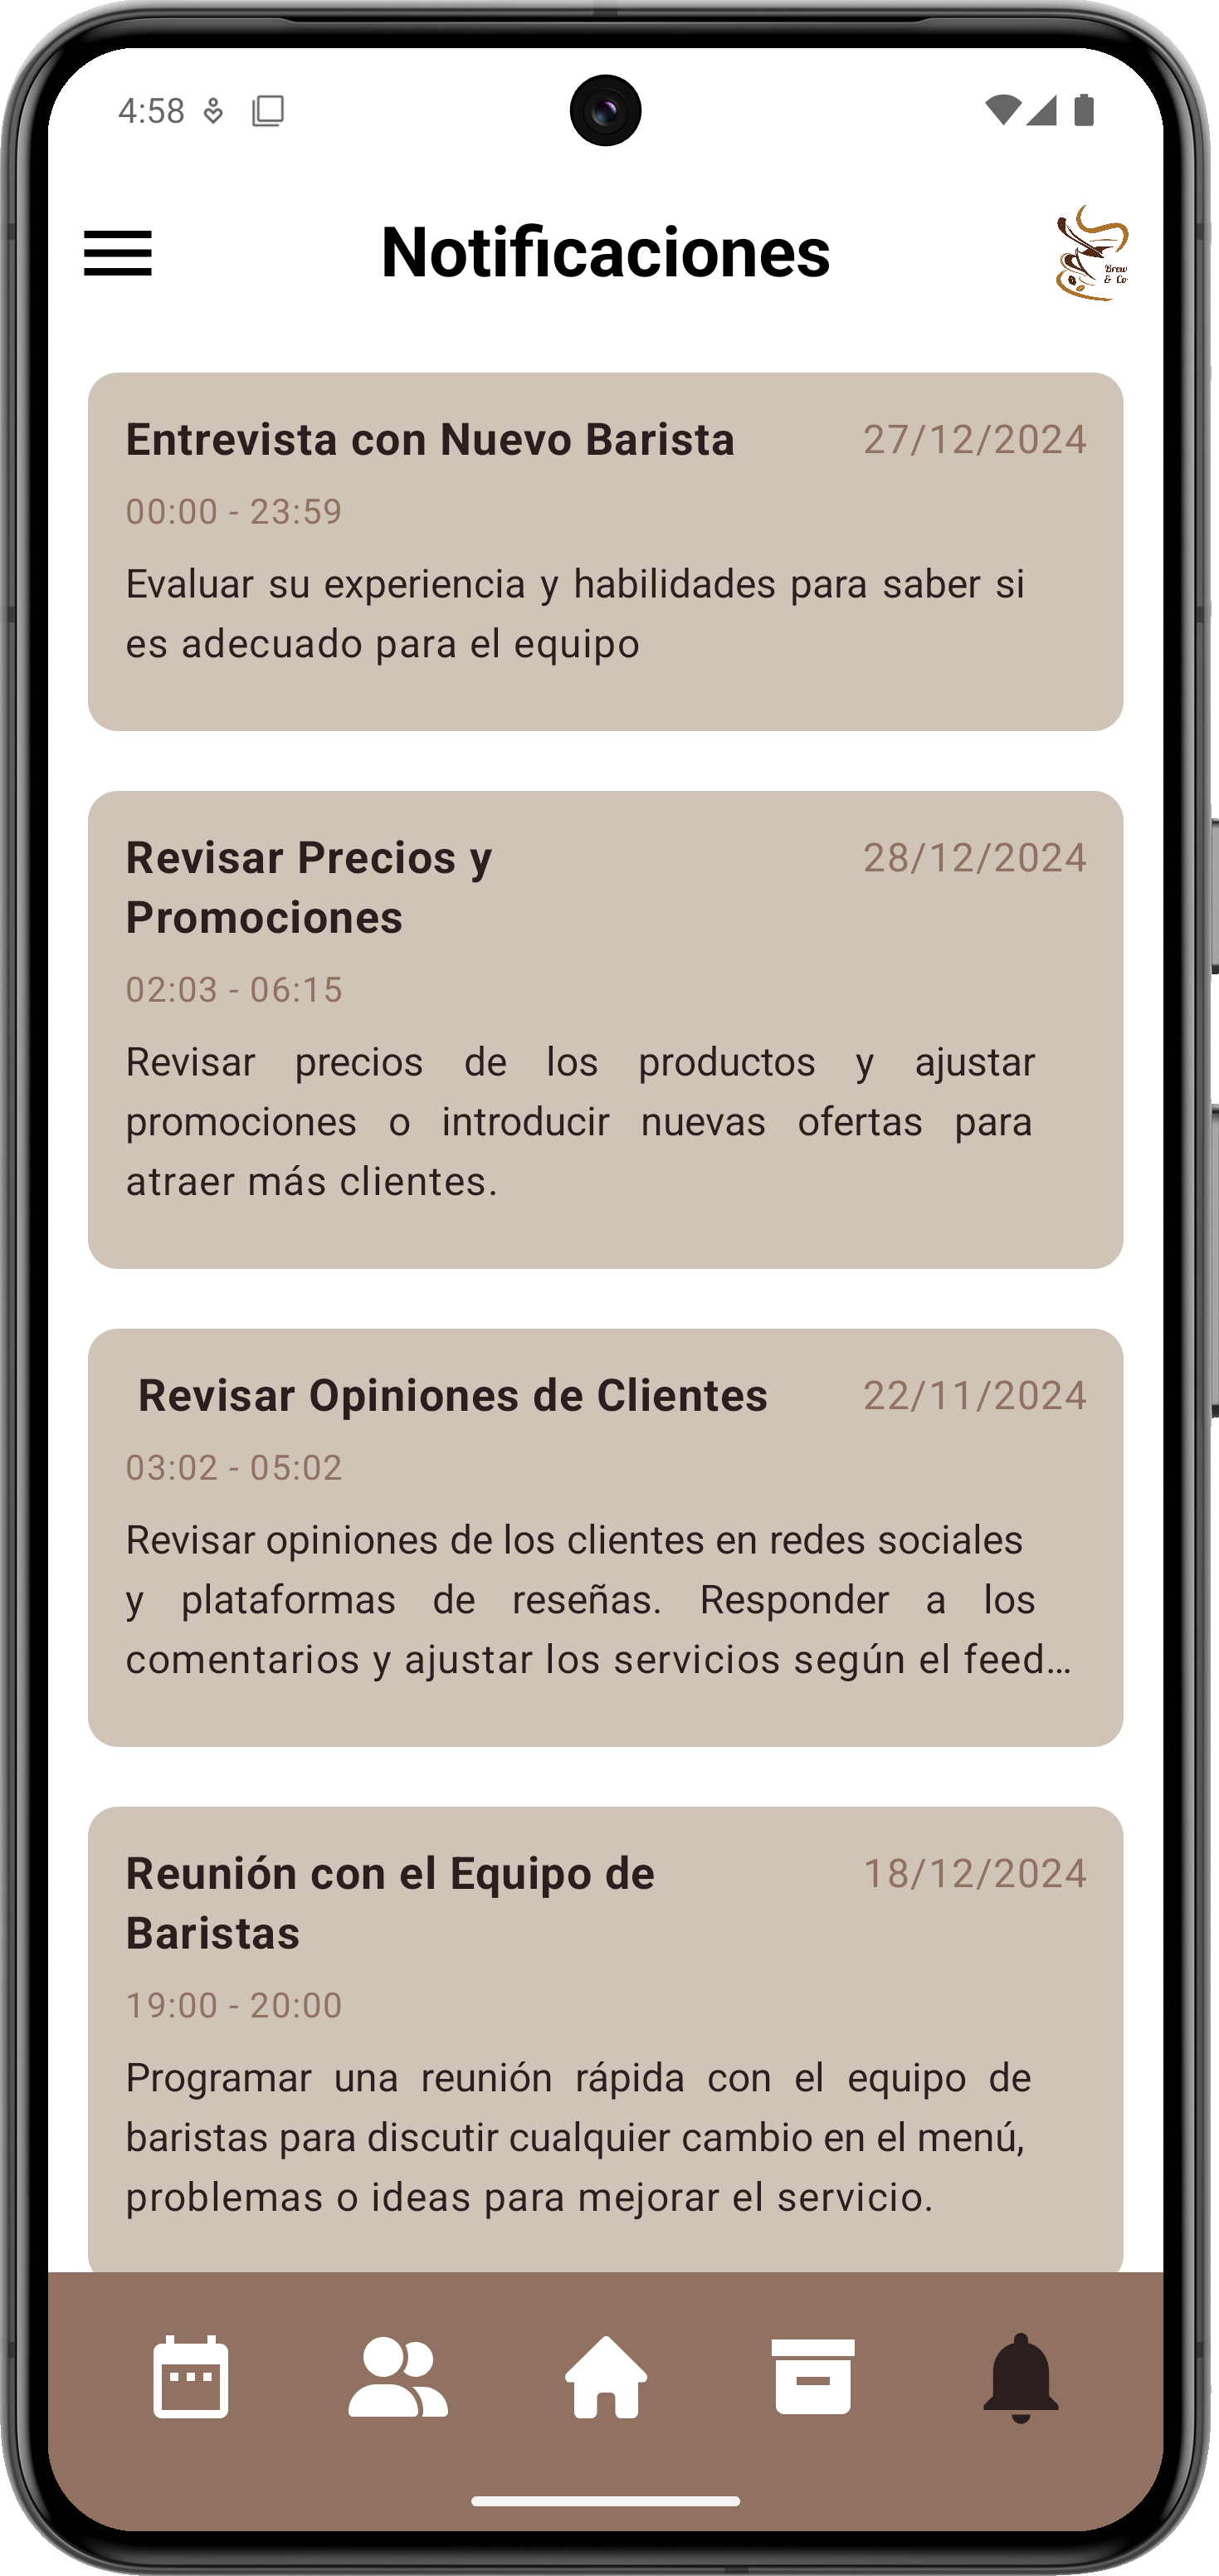 4:58
Notificaciones
Brew
& Co
Entrevista con Nuevo Barista 27/12/2024
00:00 - 23:59
Evaluar su experiencia y habilidades para saber si
es adecuado para el equipo
Revisar Precios y 28/12/2024
Promociones
02:03 - 06:15
Revisar precios de los productos y ajustar
promociones o introducir nuevas ofertas para
atraer más clientes.
Revisar Opiniones de Clientes 22/11/2024
03:02 - 05:02
Revisar opiniones de los clientes en redes sociales
y plataformas de reseñas. Responder a los
comentarios y ajustar los servicios según el feed...
Reunión con el Equipo de 18/12/2024
Baristas
19:00 - 20:00
Programar una reunión rápida con el equipo de
baristas para discutir cualquier cambio en el menú,
problemas o ideas para mejorar el servicio.